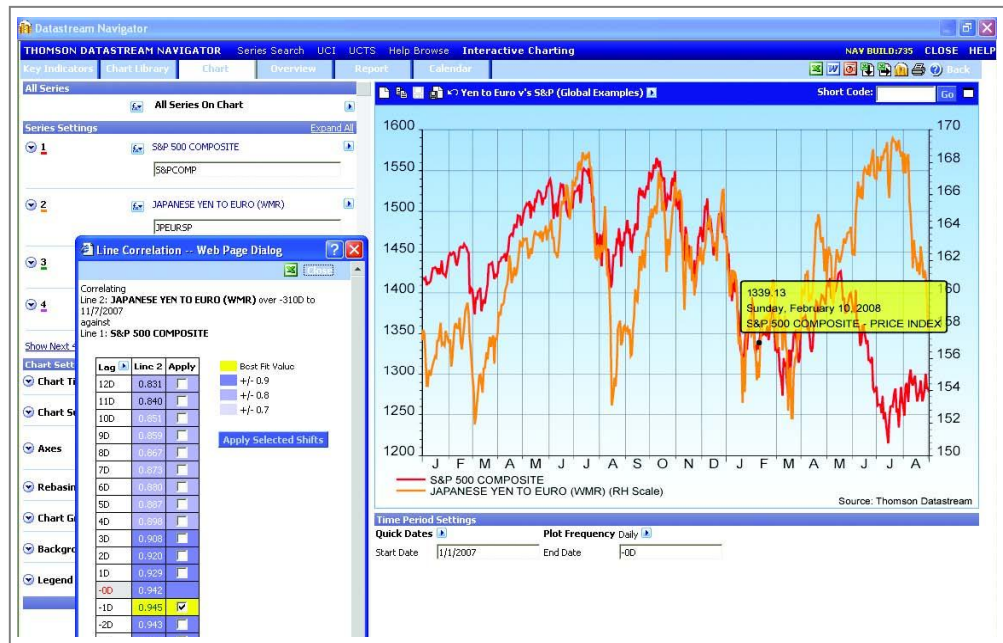 Datastream Navigator
THOMSON DATASTREAM NAVIGATOR Series Search UCI UCTS Help Browse Interactive Charting NAV BUILD:735 CLOSE HELP
Key Indicators Chart Library Chart Overview Report Calendar Back
All Series
All Series On Chart
Series Settings Expand All
1 S&P 500 COMPOSITE
S&PCOMP
2 JAPANESE YEN TO EURO (WMR)
JPEURSP
3
4
Show Next
Chart Sett
Chart Ti
Chart S
Axes
Rebasin
Chart G
Backgro
Legend
Line Correlation -- Web Page Dialog
Close
Correlating
Line 2: JAPANESE YEN TO EURO (WMR) over -310D to
11/7/2007
against
Line 1: S&P 500 COMPOSITE
Lag Line 2 Apply
12D 0.831
11D 0.840
10D 0.851
9D 0.859
8D 0.867
7D 0.873
6D 0.880
5D 0.887
4D 0.898
3D 0.908
2D 0.920
1D 0.929
-0D 0.942
-1D 0.945
-2D 0.943
Best Fit Value
+/- 0.9
+/- 0.8
+/- 0.7
Apply Selected Shifts
Yen to Euro v's S&P (Global Examples) Short Code: Go
1600
1550
1500
1450
1400
1350
1300
1250
1200
170
168
166
164
162
160
158
156
154
152
150
1339.13
Sunday, February 10, 2008
S&P 500 COMPOSITE - PRICE INDEX
J F M A M J J A S O N D J F M A M J J A
S&P 500 COMPOSITE
JAPANESE YEN TO EURO (WMR) (RH Scale)
Source: Thomson Datastream
Time Period Settings
Quick Dates Plot Frequency Daily
Start Date 1/1/2007 End Date -0D